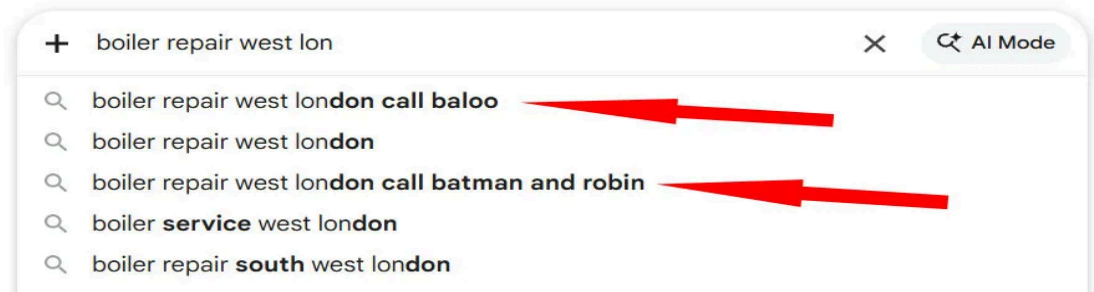 boiler repair west lon
AI Mode
boiler repair west london call baloo
boiler repair west london
boiler repair west london call batman and robin
boiler service west london
boiler repair south west london